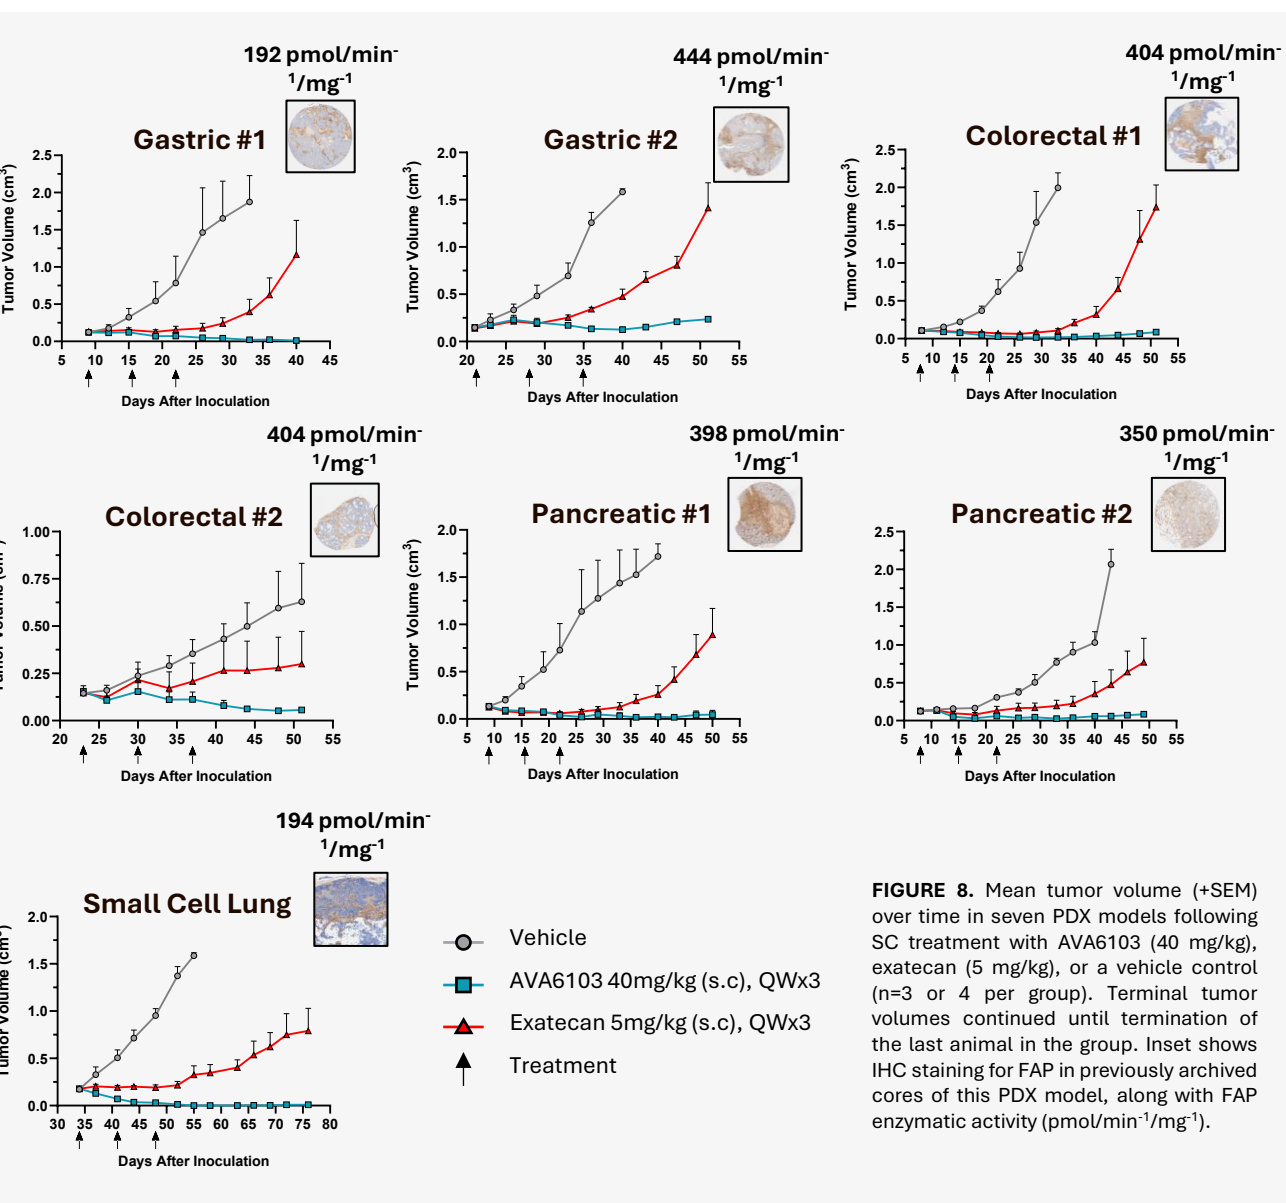 192 pmol/min-
1/mg-1
Gastric #1
Tumor Volume (cm3)
2.5
2.0
1.5
1.0
0.5
0.0
5 10 15 20 25 30 35 40 45
Days After Inoculation
444 pmol/min-
1/mg-1
Gastric #2
Tumor Volume (cm3)
2.0
1.5
1.0
0.5
0.0
20 25 30 35 40 45 50 55
Days After Inoculation
404 pmol/min-
1/mg-1
Colorectal #1
Tumor Volume (cm3)
2.5
2.0
1.5
1.0
0.5
0.0
5 10 15 20 25 30 35 40 45 50 55
Days After Inoculation
404 pmol/min-
1/mg-1
Colorectal #2
1.00
0.75
0.50
0.25
0.00
20 25 30 35 40 45 50 55
Days After Inoculation
398 pmol/min-
1/mg-1
Pancreatic #1
Tumor Volume (cm3)
2.0
1.5
1.0
0.5
0.0
5 10 15 20 25 30 35 40 45 50 55
Days After Inoculation
350 pmol/min-
1/mg-1
Pancreatic #2
2.5
2.0
1.5
1.0
0.5
0.0
5 10 15 20 25 30 35 40 45 50 55
Days After Inoculation
194 pmol/min-
1/mg-1
Small Cell Lung
Tumor Volume (cm3)
2.0
1.5
1.0
0.5
0.0
30 35 40 45 50 55 60 65 70 75 80
Days After Inoculation
Vehicle
AVA6103 40mg/kg (s.c), QWx3
Exatecan 5mg/kg (s.c), QWx3
Treatment
FIGURE 8. Mean tumor volume (+SEM)
over time in seven PDX models following
SC treatment with AVA6103 (40 mg/kg),
exatecan (5 mg/kg), or a vehicle control
(n=3 or 4 per group). Terminal tumor
volumes continued until termination of
the last animal in the group. Inset shows
IHC staining for FAP in previously archived
cores of this PDX model, along with FAP
enzymatic activity (pmol/min-1/mg-1).